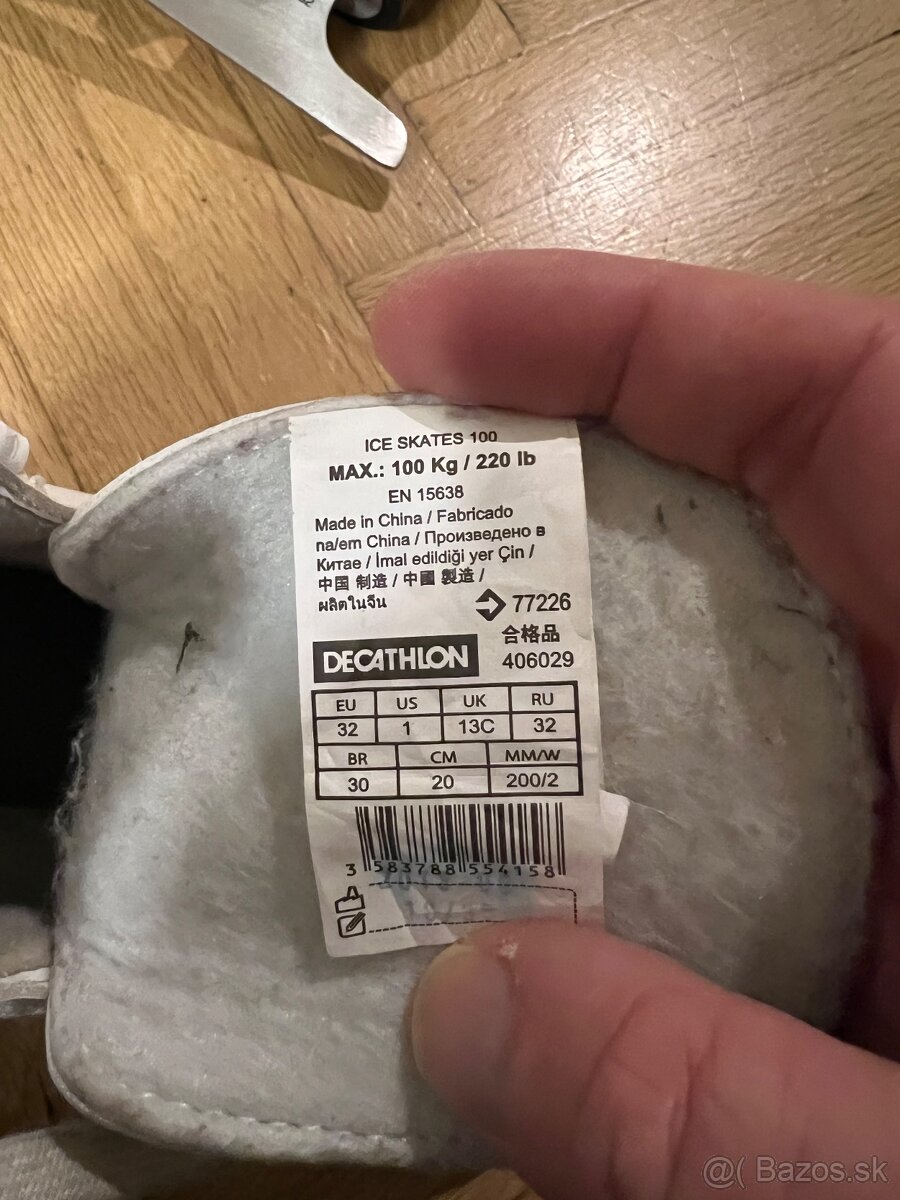 ICE SKATES 100
MAX.: 100 Kg / 220 lb
EN 15638
Made in China / Fabricado
na/em China / Произведено в
Китае / İmal edildiği yer Çin /
中国 制造 / 中國 製造 /
ผลิตในจีน
77226
合格品
DECATHLON
406029
EU US UK RU
32 1 13C 32
BR CM MM/W
30 20 200/2
3 583788 554158
@( Bazos.sk